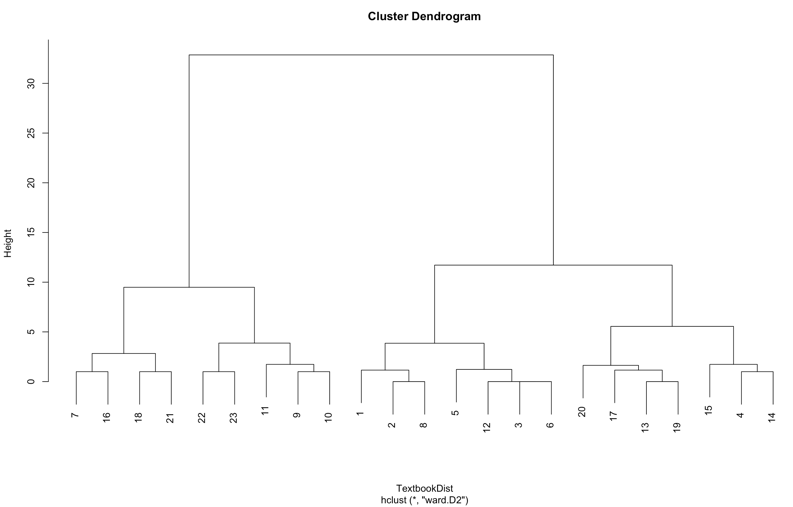 Cluster Dendrogram
Height
30
25
20
15
10
5
0
7 16 18 21 22 23 11 9 10 1 2 8 5 12 3 6 20 17 13 19 15 4 14
TextbookDist
hclust (*, "ward.D2")